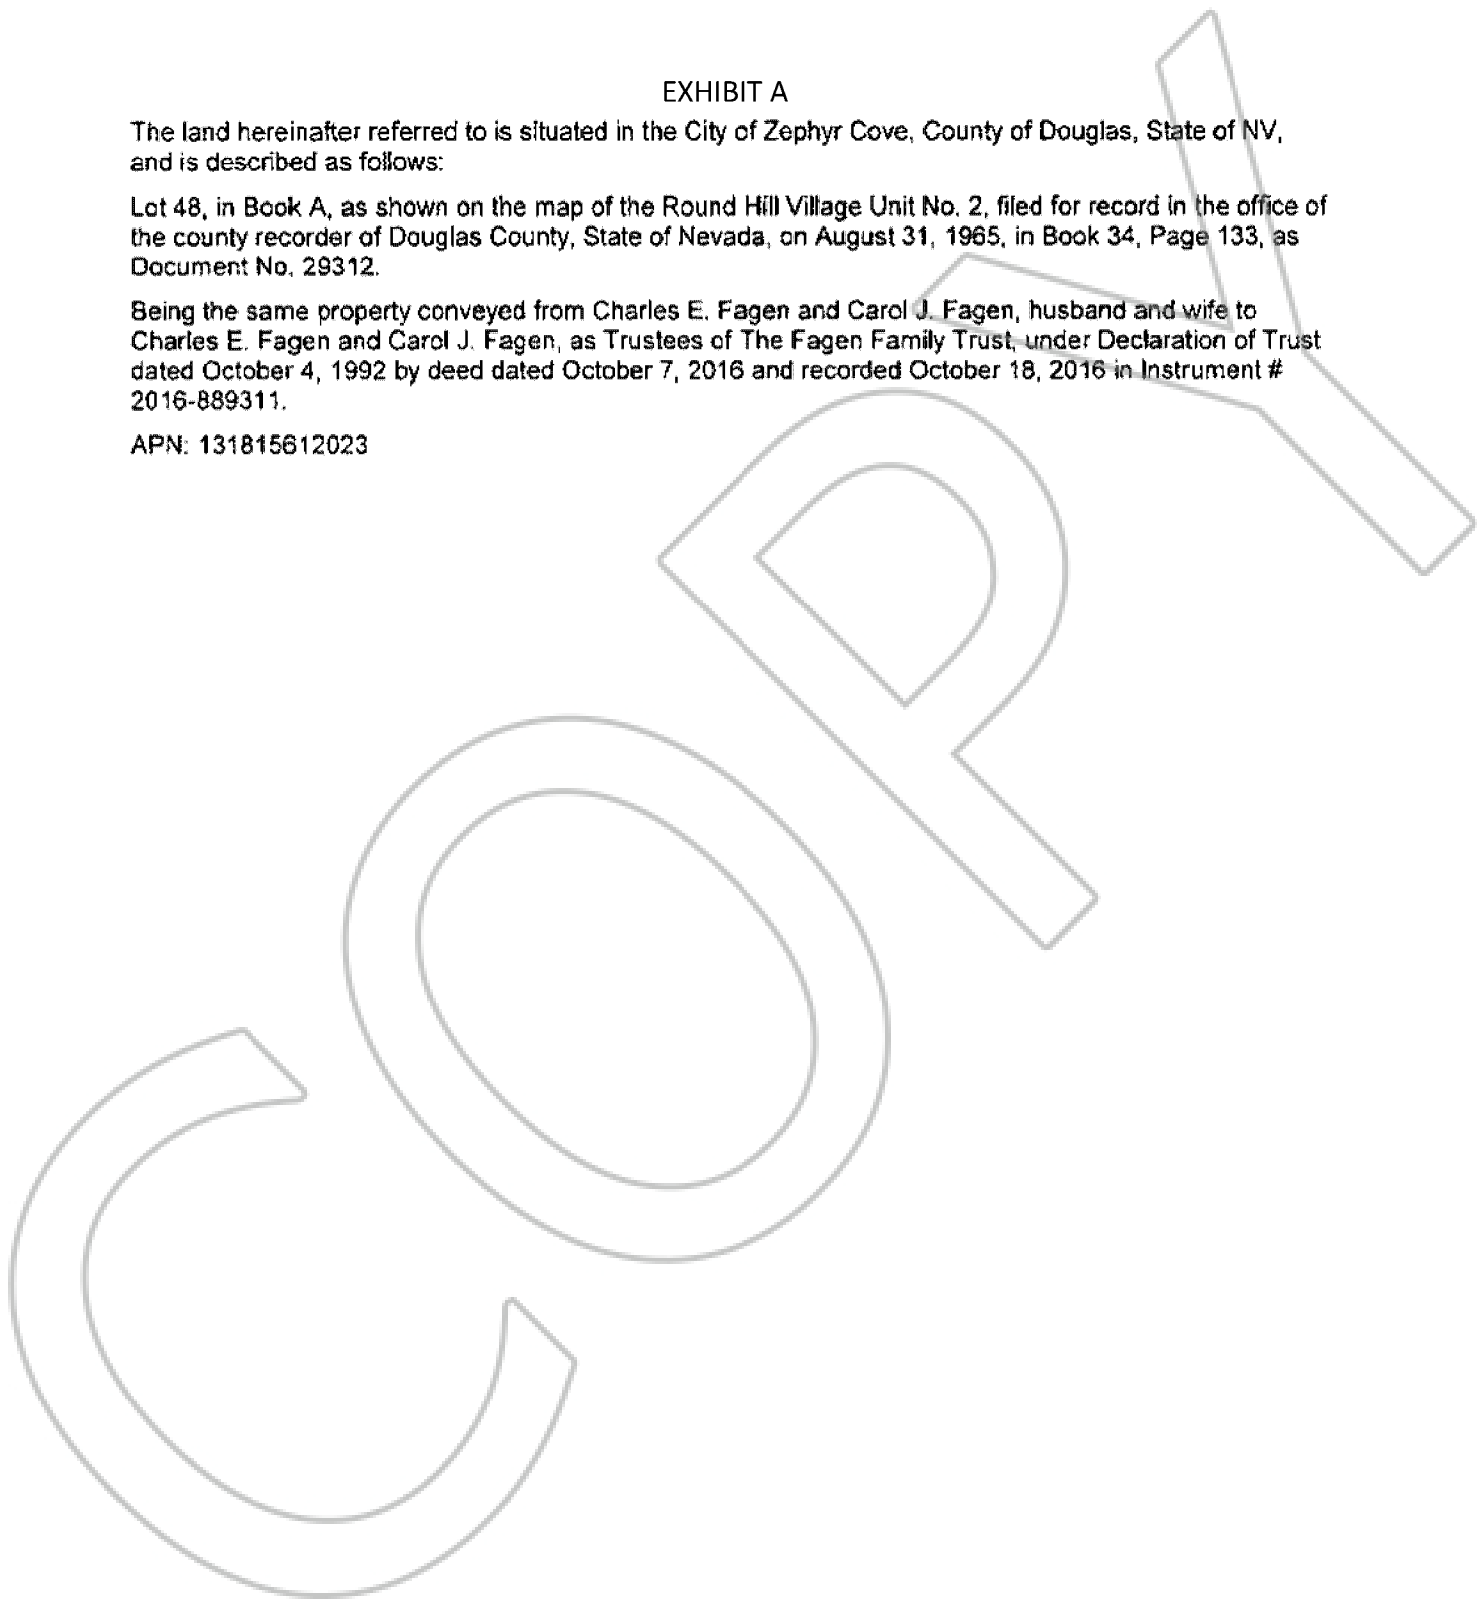 EXHIBIT A
The land hereinafter referred to is situated in the City of Zephyr Cove, County of Douglas, State of NV,
and is described as follows:
Lot 48, in Book A, as shown on the map of the Round Hill Village Unit No. 2, filed for record in the office of
the county recorder of Douglas County, State of Nevada, on August 31, 1965, in Book 34, Page 133, as
Document No. 29312.
Being the same property conveyed from Charles E. Fagen and Carol J. Fagen, husband and wife to
Charles E. Fagen and Carol J. Fagen, as Trustees of The Fagen Family Trust, under Declaration of Trust
dated October 4, 1992 by deed dated October 7, 2016 and recorded October 18, 2016 in Instrument #
2016-889311.
APN: 131815612023
COPY